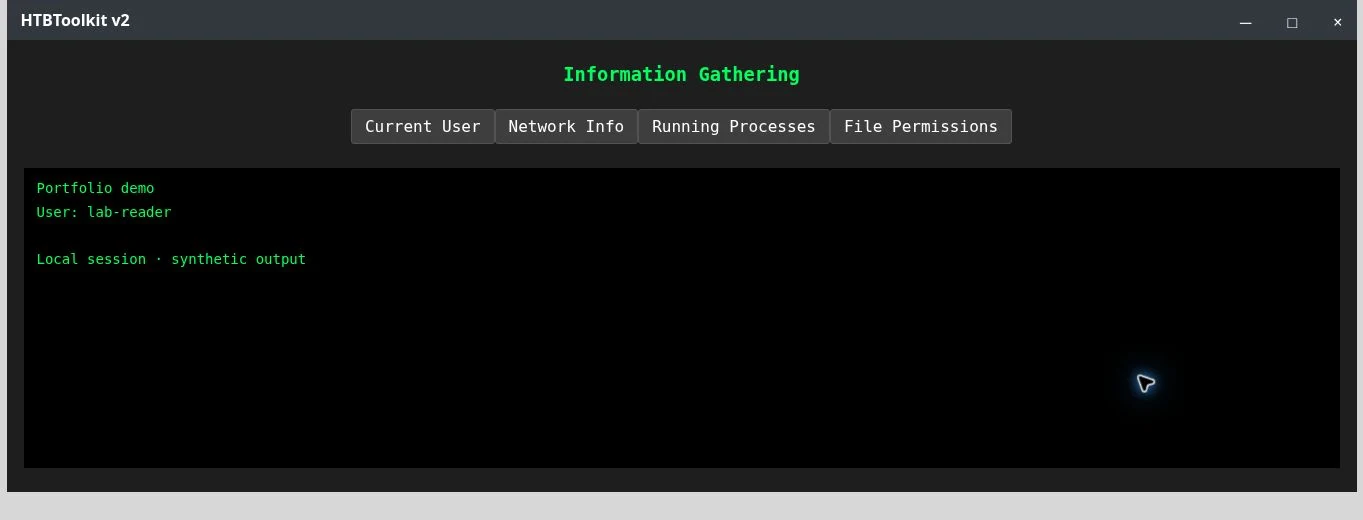 HTBToolkit v2
Information Gathering
Current User Network Info Running Processes File Permissions
Portfolio demo
User: lab-reader
Local session · synthetic output